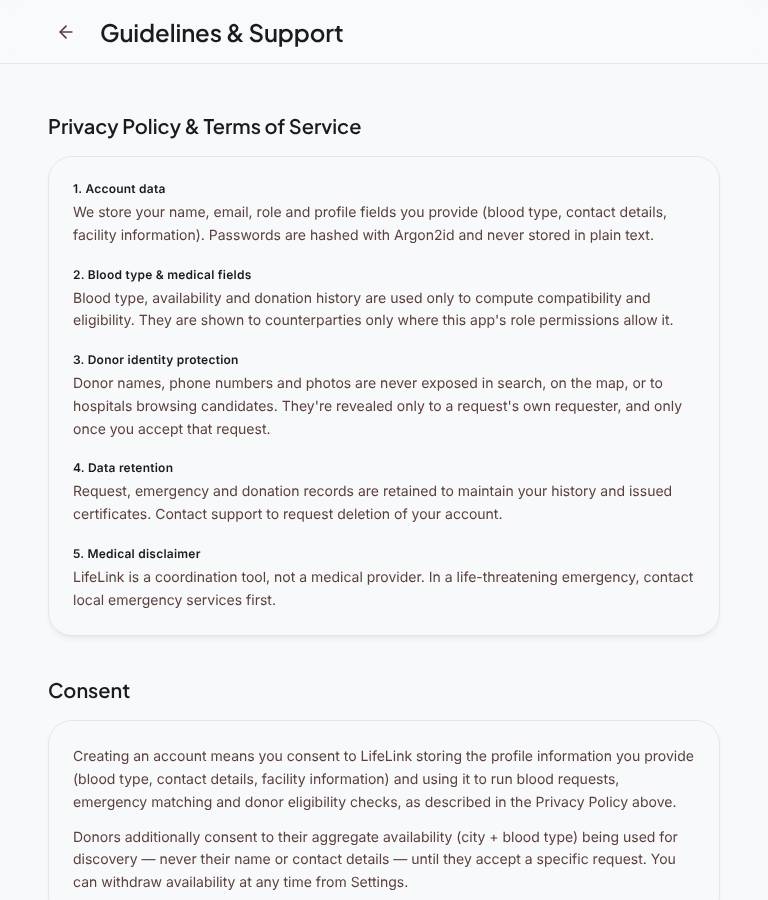 Guidelines & Support
Privacy Policy & Terms of Service
1. Account data
We store your name, email, role and profile fields you provide (blood type, contact details,
facility information). Passwords are hashed with Argon2id and never stored in plain text.
2. Blood type & medical fields
Blood type, availability and donation history are used only to compute compatibility and
eligibility. They are shown to counterparties only where this app's role permissions allow it.
3. Donor identity protection
Donor names, phone numbers and photos are never exposed in search, on the map, or to
hospitals browsing candidates. They're revealed only to a request's own requester, and only
once you accept that request.
4. Data retention
Request, emergency and donation records are retained to maintain your history and issued
certificates. Contact support to request deletion of your account.
5. Medical disclaimer
LifeLink is a coordination tool, not a medical provider. In a life-threatening emergency, contact
local emergency services first.
Consent
Creating an account means you consent to LifeLink storing the profile information you provide
(blood type, contact details, facility information) and using it to run blood requests,
emergency matching and donor eligibility checks, as described in the Privacy Policy above.
Donors additionally consent to their aggregate availability (city + blood type) being used for
discovery — never their name or contact details — until they accept a specific request. You
can withdraw availability at any time from Settings.